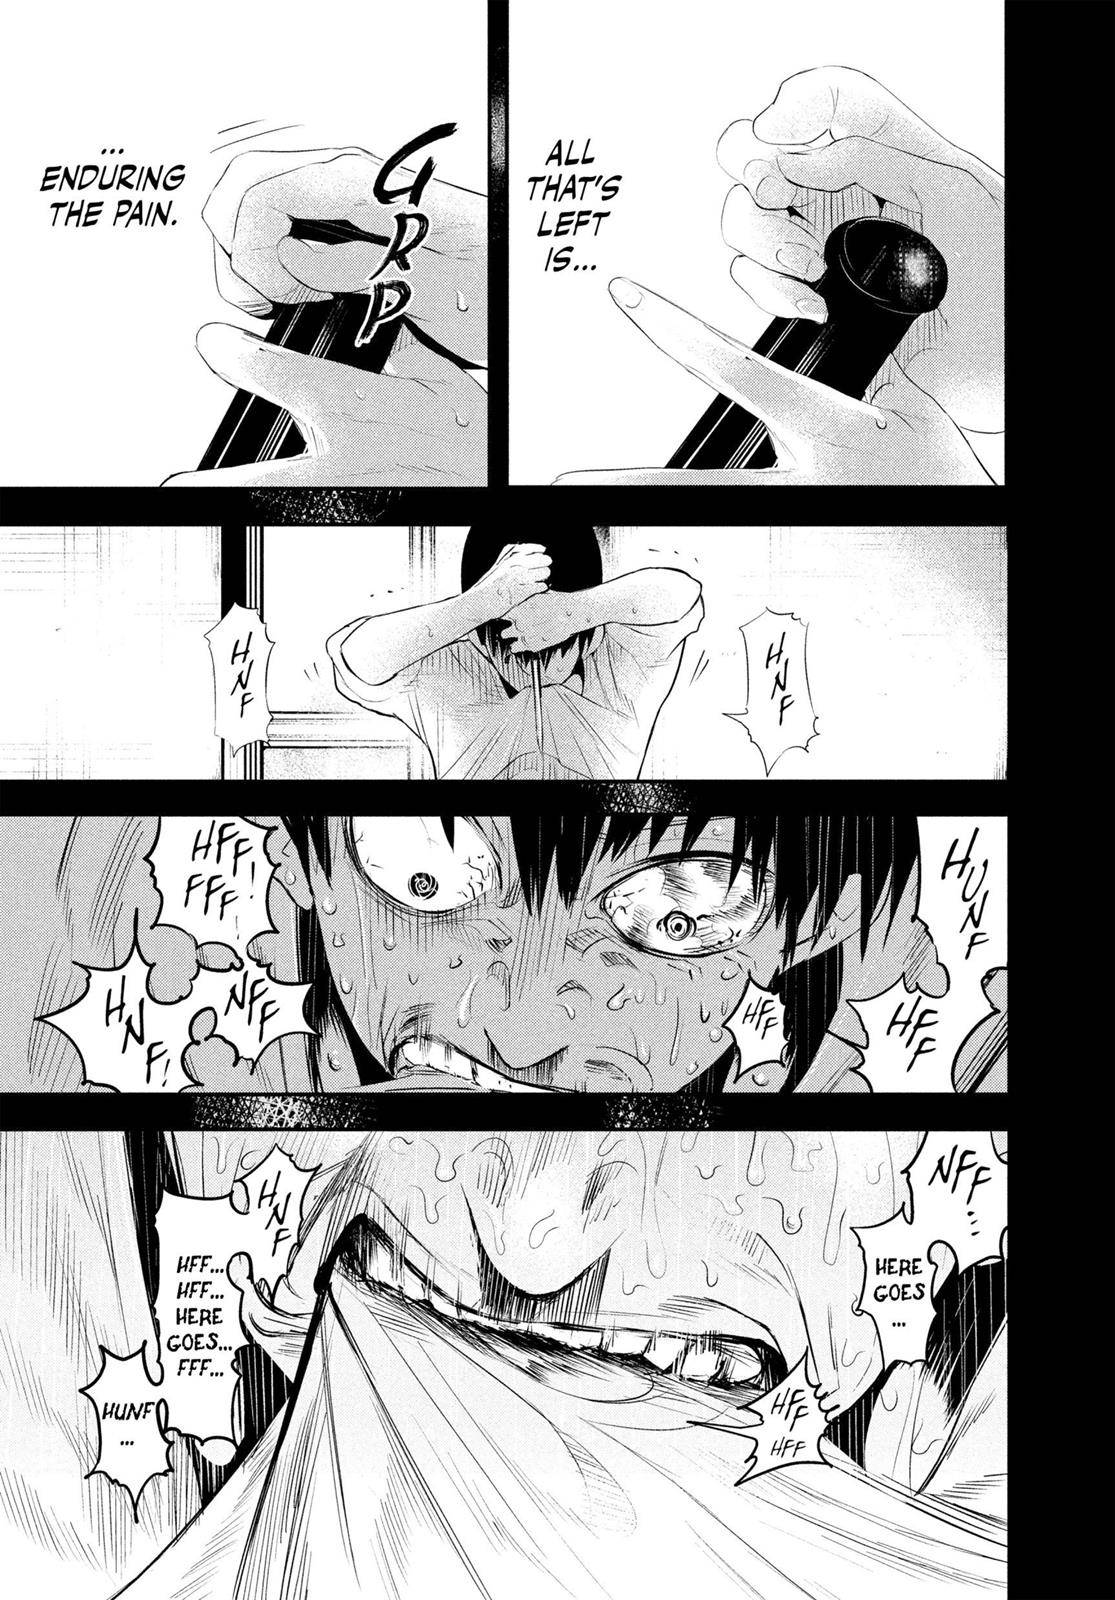 ALL
THAT'S
LEFT
IS...
GRP
...
ENDURING
THE PAIN.
HNF
HNF
HUNF
HFF
HFF
HFF!
FFF
NFF
HNF!
NFF...
HERE
GOES
...
HFF
HFF
HNF
HFF...
HFF...
HERE
GOES...
FFF...
HUNF
...